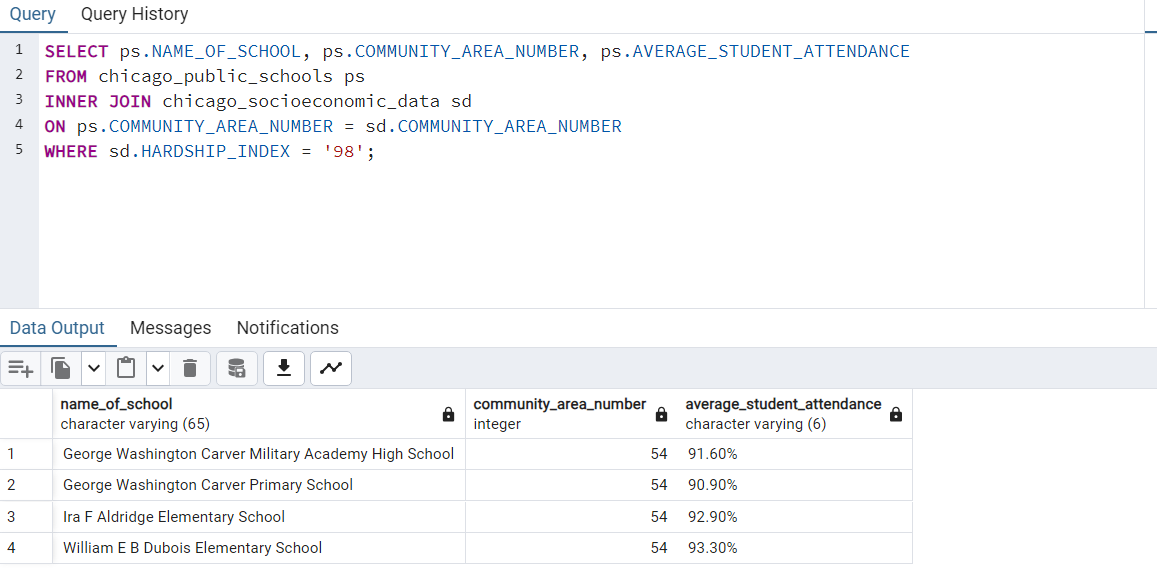 Query Query History
1 SELECT ps.NAME_OF_SCHOOL, ps.COMMUNITY_AREA_NUMBER, ps.AVERAGE_STUDENT_ATTENDANCE
2 FROM chicago_public_schools ps
3 INNER JOIN chicago_socioeconomic_data sd
4 ON ps.COMMUNITY_AREA_NUMBER = sd.COMMUNITY_AREA_NUMBER
5 WHERE sd.HARDSHIP_INDEX = '98';
Data Output Messages Notifications
name_of_school community_area_number average_student_attendance
character varying (65) integer character varying (6)
1 George Washington Carver Military Academy High School 54 91.60%
2 George Washington Carver Primary School 54 90.90%
3 Ira F Aldridge Elementary School 54 92.90%
4 William E B Dubois Elementary School 54 93.30%